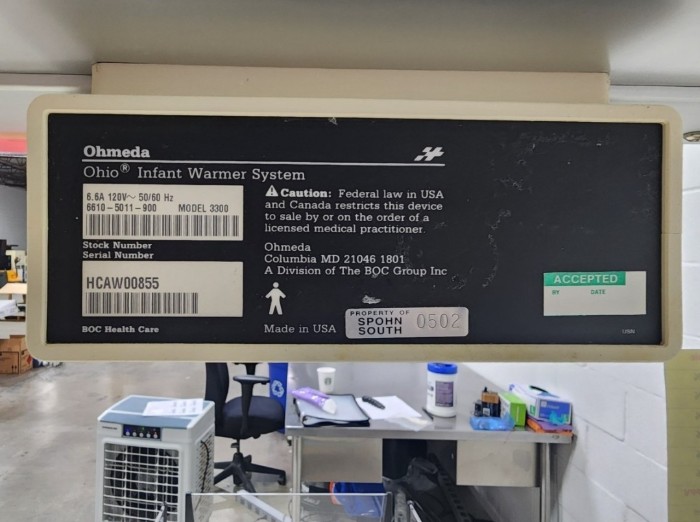 Ohmeda
Ohio® Infant Warmer System
6.6A 120V~ 50/60 Hz
6610-5011-900 MODEL 3300
Stock Number
Serial Number
HCAW00855
BOC Health Care
Caution: Federal law in USA
and Canada restricts this device
to sale by or on the order of a
licensed medical practitioner.
Ohmeda
Columbia MD 21046 1801
A Division of The BOC Group Inc
Made in USA
PROPERTY OF
SPOHN
SOUTH
0502
ACCEPTED
BY DATE